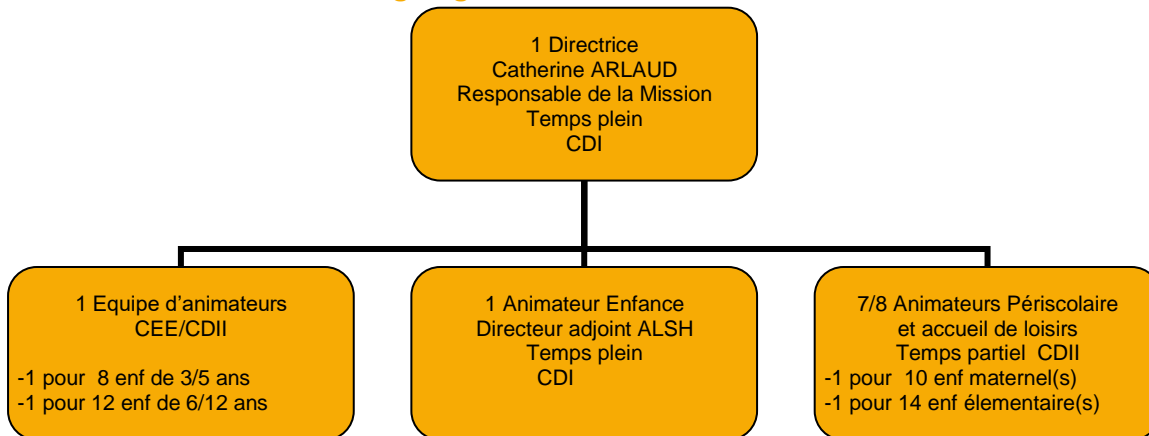 1 Directrice
Catherine ARLAUD
Responsable de la Mission
Temps plein
CDI
1 Equipe d'animateurs
CEE/CDII
-1 pour 8 enf de 3/5 ans
-1 pour 12 enf de 6/12 ans
1 Animateur Enfance
Directeur adjoint ALSH
Temps plein
CDI
7/8 Animateurs Périscolaire
et accueil de loisirs
Temps partiel CDII
-1 pour 10 enf maternel(s)
-1 pour 14 enf élementaire(s)